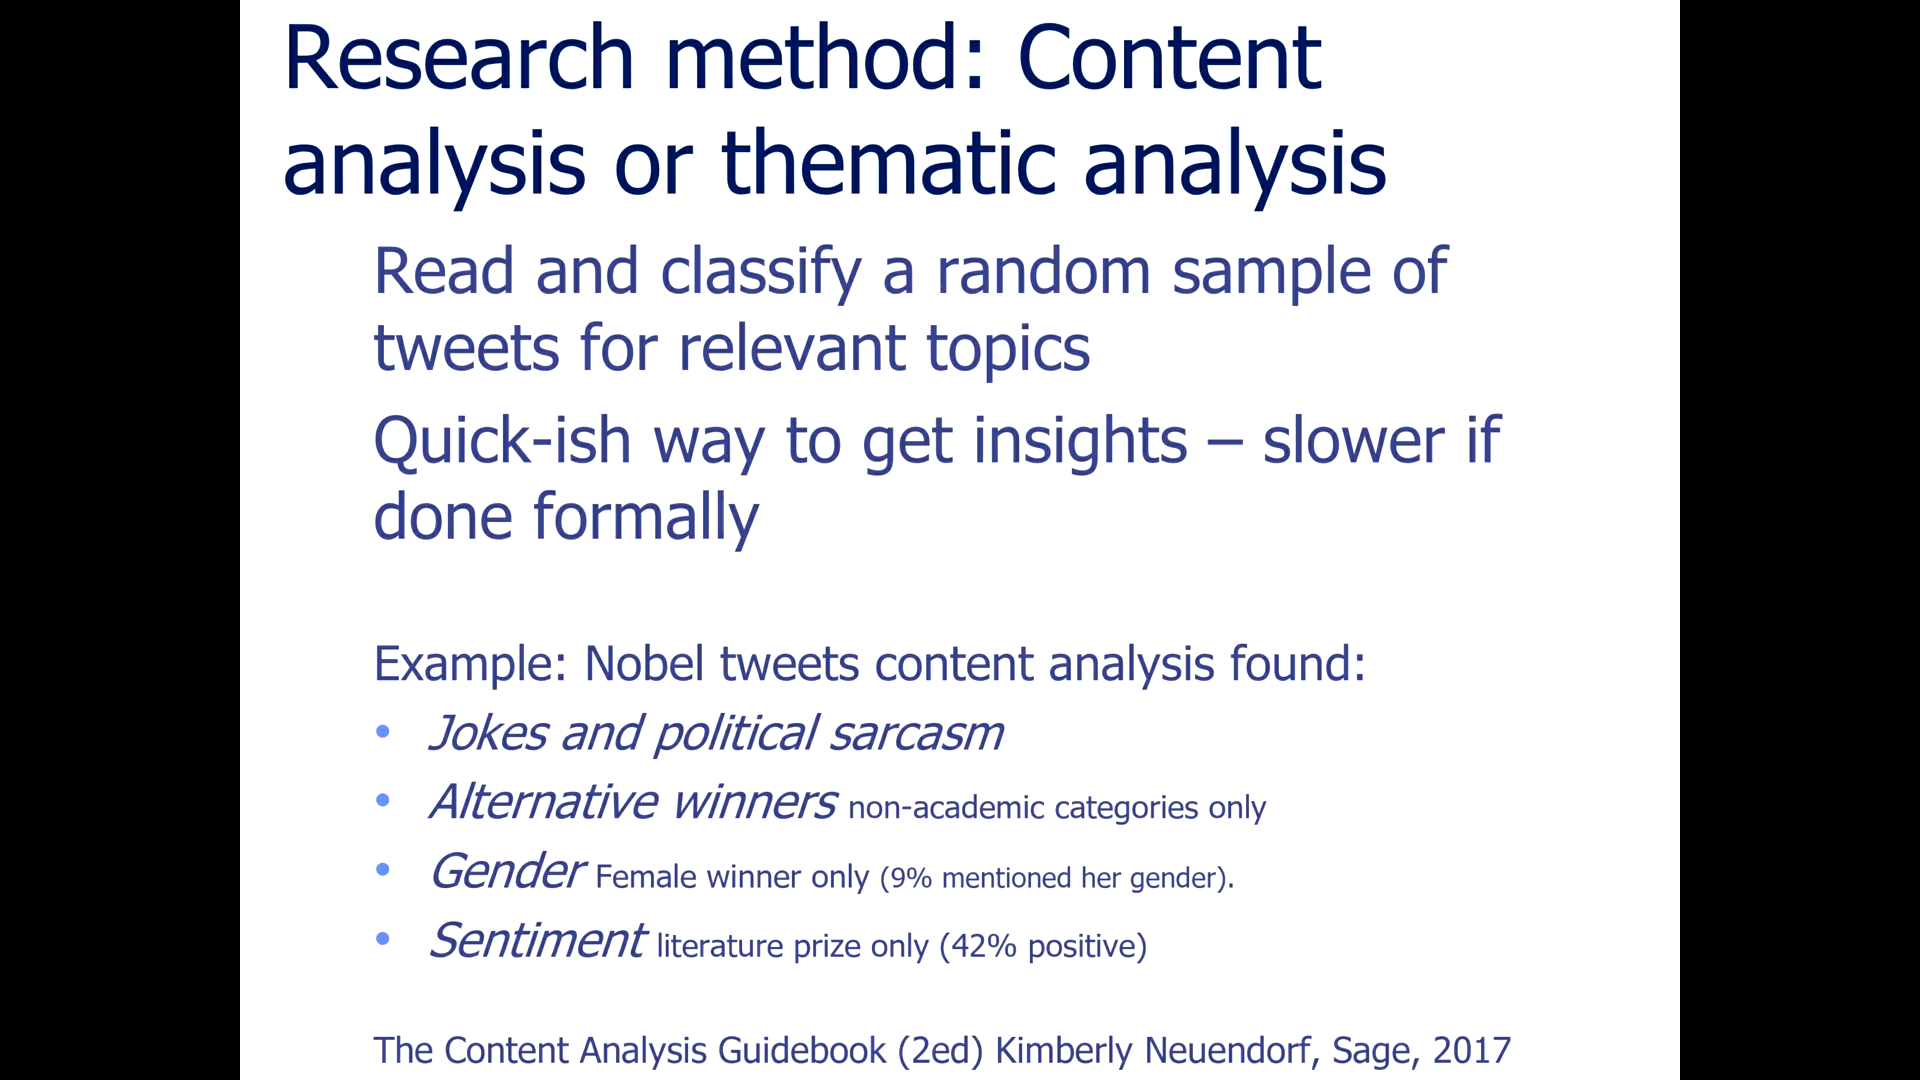 Research method: Content
analysis or thematic analysis
Read and classify a random sample of
tweets for relevant topics
Quick-ish way to get insights – slower if
done formally
Example: Nobel tweets content analysis found:
• Jokes and political sarcasm
• Alternative winners non-academic categories only
• Gender Female winner only (9% mentioned her gender).
• Sentiment literature prize only (42% positive)
The Content Analysis Guidebook (2ed) Kimberly Neuendorf, Sage, 2017